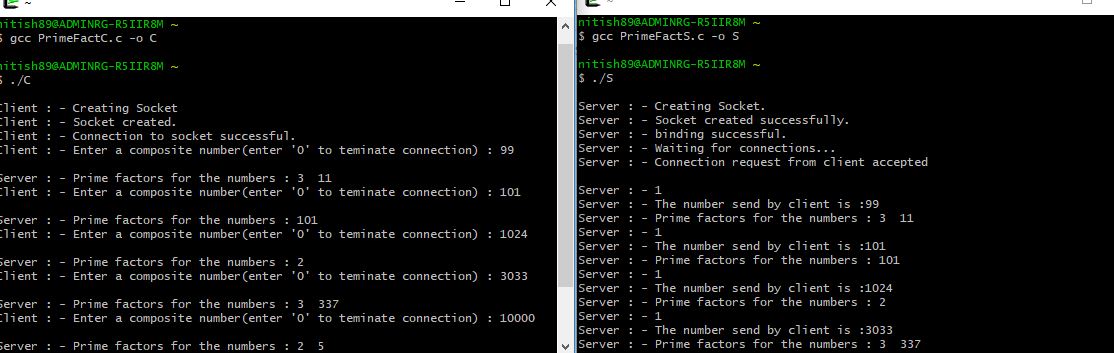 nitish89@ADMINRG-R5IIR8M ~
$ gcc PrimeFactC.c -o C
nitish89@ADMINRG-R5IIR8M ~
$ ./C
Client : - Creating Socket
Client : - Socket created.
Client : - Connection to socket successful.
Client : - Enter a composite number(enter '0' to teminate connection) : 99
Server : - Prime factors for the numbers : 3  11
Client : - Enter a composite number(enter '0' to teminate connection) : 101
Server : - Prime factors for the numbers : 101
Client : - Enter a composite number(enter '0' to teminate connection) : 1024
Server : - Prime factors for the numbers : 2
Client : - Enter a composite number(enter '0' to teminate connection) : 3033
Server : - Prime factors for the numbers : 3  337
Client : - Enter a composite number(enter '0' to teminate connection) : 10000
Server : - Prime factors for the numbers : 2  5
nitish89@ADMINRG-R5IIR8M ~
$ gcc PrimeFactS.c -o S
nitish89@ADMINRG-R5IIR8M ~
$ ./S
Server : - Creating Socket.
Server : - Socket created successfully.
Server : - binding successful.
Server : - Waiting for connections...
Server : - Connection request from client accepted
Server : - 1
Server : - The number send by client is :99
Server : - Prime factors for the numbers : 3  11
Server : - 1
Server : - The number send by client is :101
Server : - Prime factors for the numbers : 101
Server : - 1
Server : - The number send by client is :1024
Server : - Prime factors for the numbers : 2
Server : - 1
Server : - The number send by client is :3033
Server : - Prime factors for the numbers : 3  337